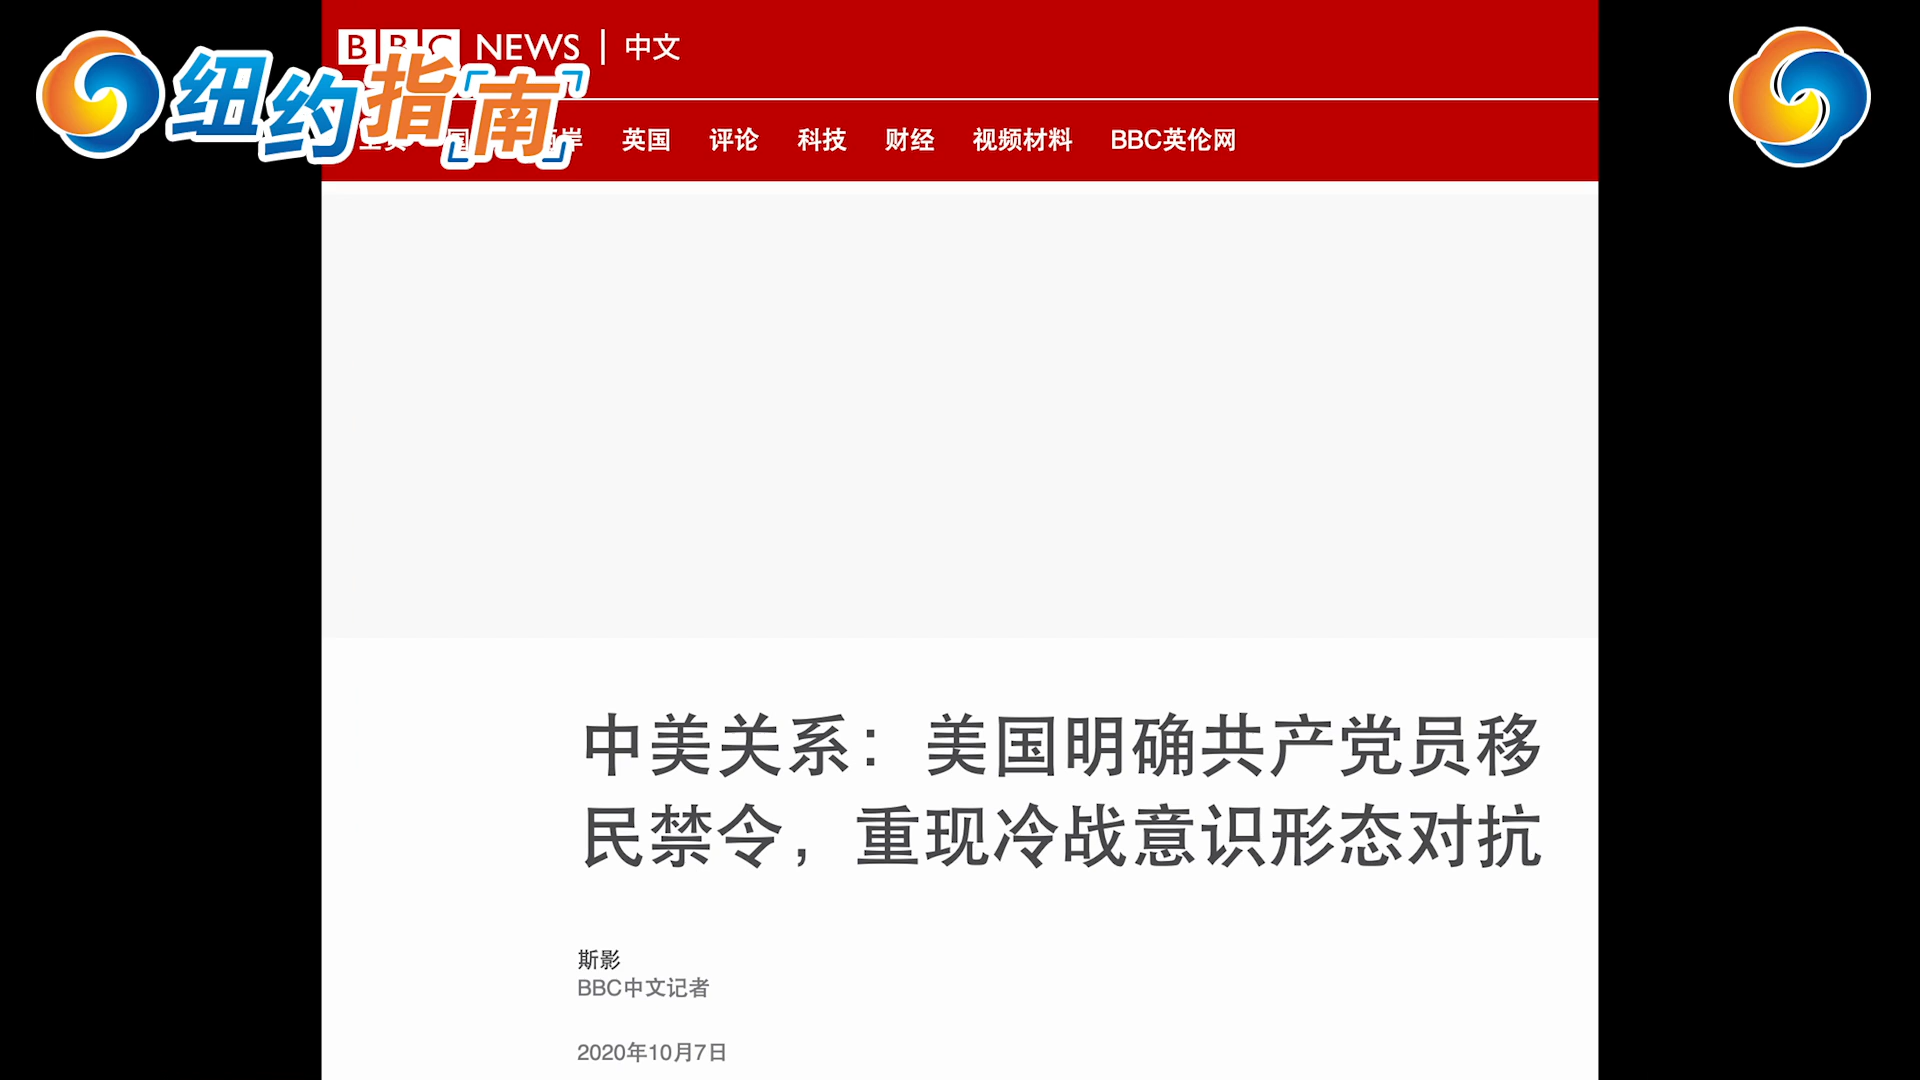 BBC NEWS | 中文
纽约指南
英国 评论 科技 财经 视频材料 BBC英伦网
中美关系：美国明确共产党员移
民禁令，重现冷战意识形态对抗
斯影
BBC中文记者
2020年10月7日